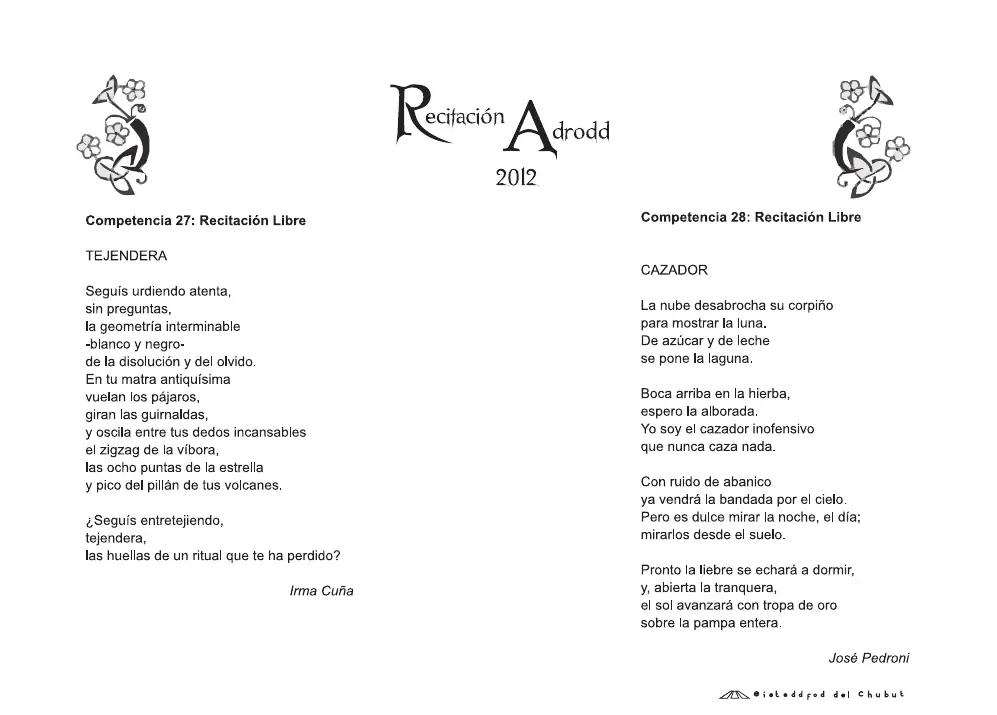 Recitación Adrodd
2012
Competencia 27: Recitación Libre
TEJENDERA
Seguís urdiendo atenta,
sin preguntas,
la geometría interminable
-blanco y negro-
de la disolución y del olvido.
En tu matra antiquísima
vuelan los pájaros,
giran las guirnaldas,
y oscila entre tus dedos incansables
el zigzag de la víbora,
las ocho puntas de la estrella
y pico del pillán de tus volcanes.
¿Seguís entretejiendo,
tejendera,
las huellas de un ritual que te ha perdido?
Irma Cuña
Competencia 28: Recitación Libre
CAZADOR
La nube desabrocha su corpiño
para mostrar la luna.
De azúcar y de leche
se pone la laguna.
Boca arriba en la hierba,
espero la alborada.
Yo soy el cazador inofensivo
que nunca caza nada.
Con ruido de abanico
ya vendrá la bandada por el cielo.
Pero es dulce mirar la noche, el día;
mirarlos desde el suelo.
Pronto la liebre se echará a dormir,
y, abierta la tranquera,
el sol avanzará con tropa de oro
sobre la pampa entera.
José Pedroni
eisteddfod del Chubut